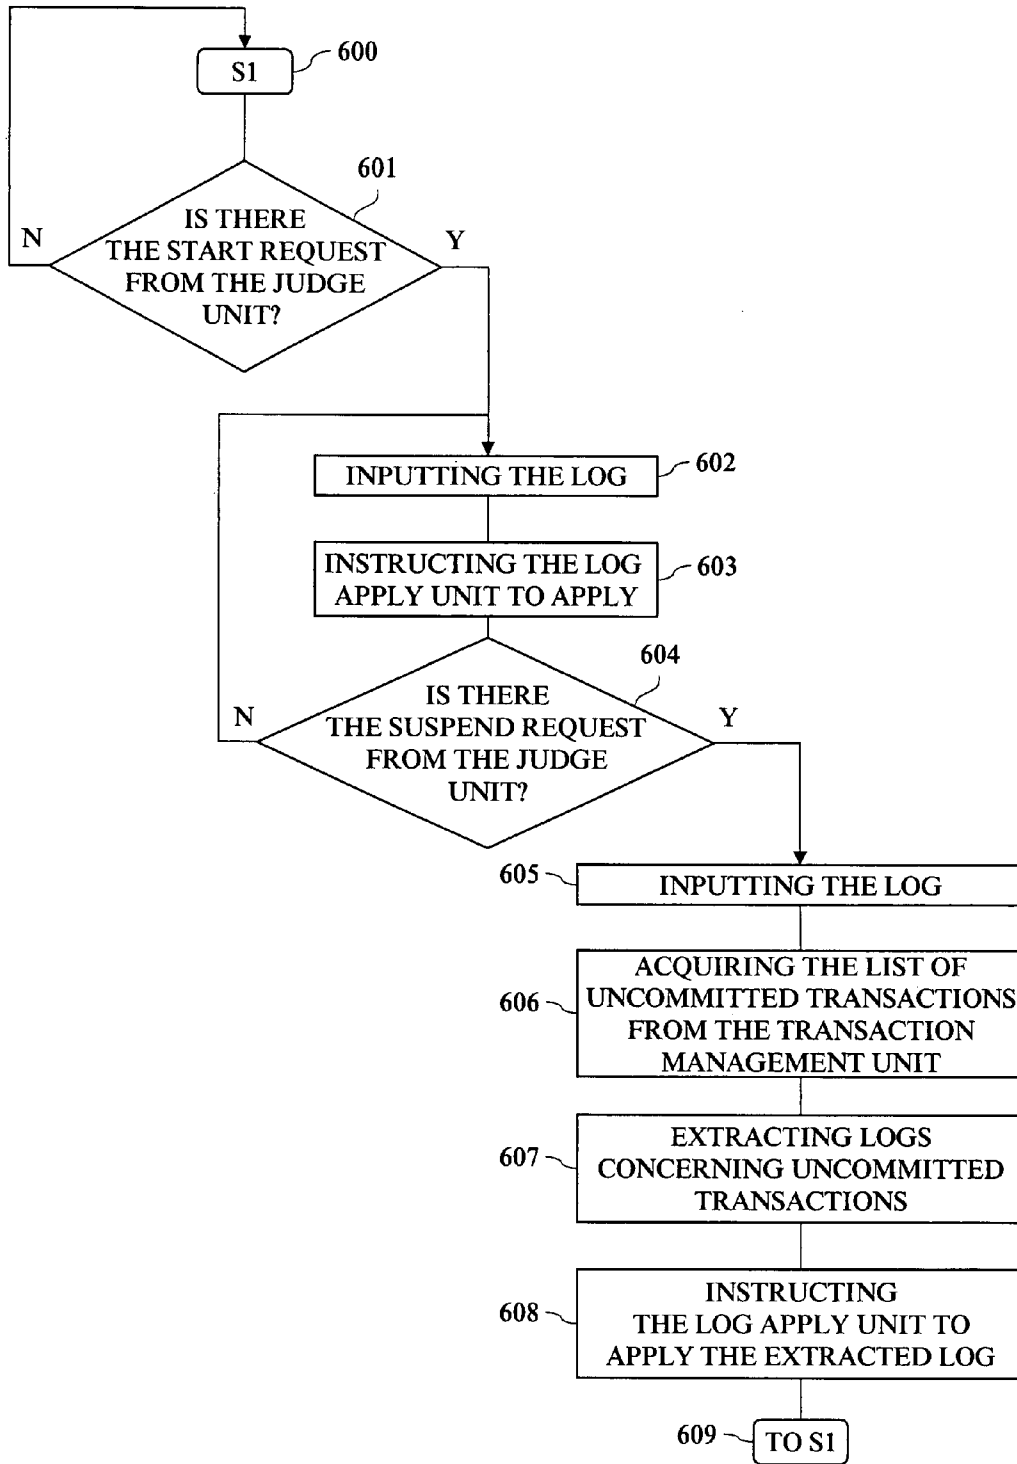 600
S1
601
IS THERE
THE START REQUEST
FROM THE JUDGE
UNIT?
N
Y
602
INPUTTING THE LOG
603
INSTRUCTING THE LOG
APPLY UNIT TO APPLY
604
IS THERE
THE SUSPEND REQUEST
FROM THE JUDGE
UNIT?
N
Y
605
INPUTTING THE LOG
606
ACQUIRING THE LIST OF
UNCOMMITTED TRANSACTIONS
FROM THE TRANSACTION
MANAGEMENT UNIT
607
EXTRACTING LOGS
CONCERNING UNCOMMITTED
TRANSACTIONS
608
INSTRUCTING
THE LOG APPLY UNIT TO
APPLY THE EXTRACTED LOG
609
TO S1